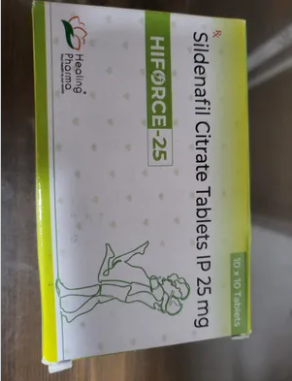 ℞
Sildenafil Citrate Tablets IP 25 mg
HIFORCE-25
Healing
Pharma
10 x 10 Tablets